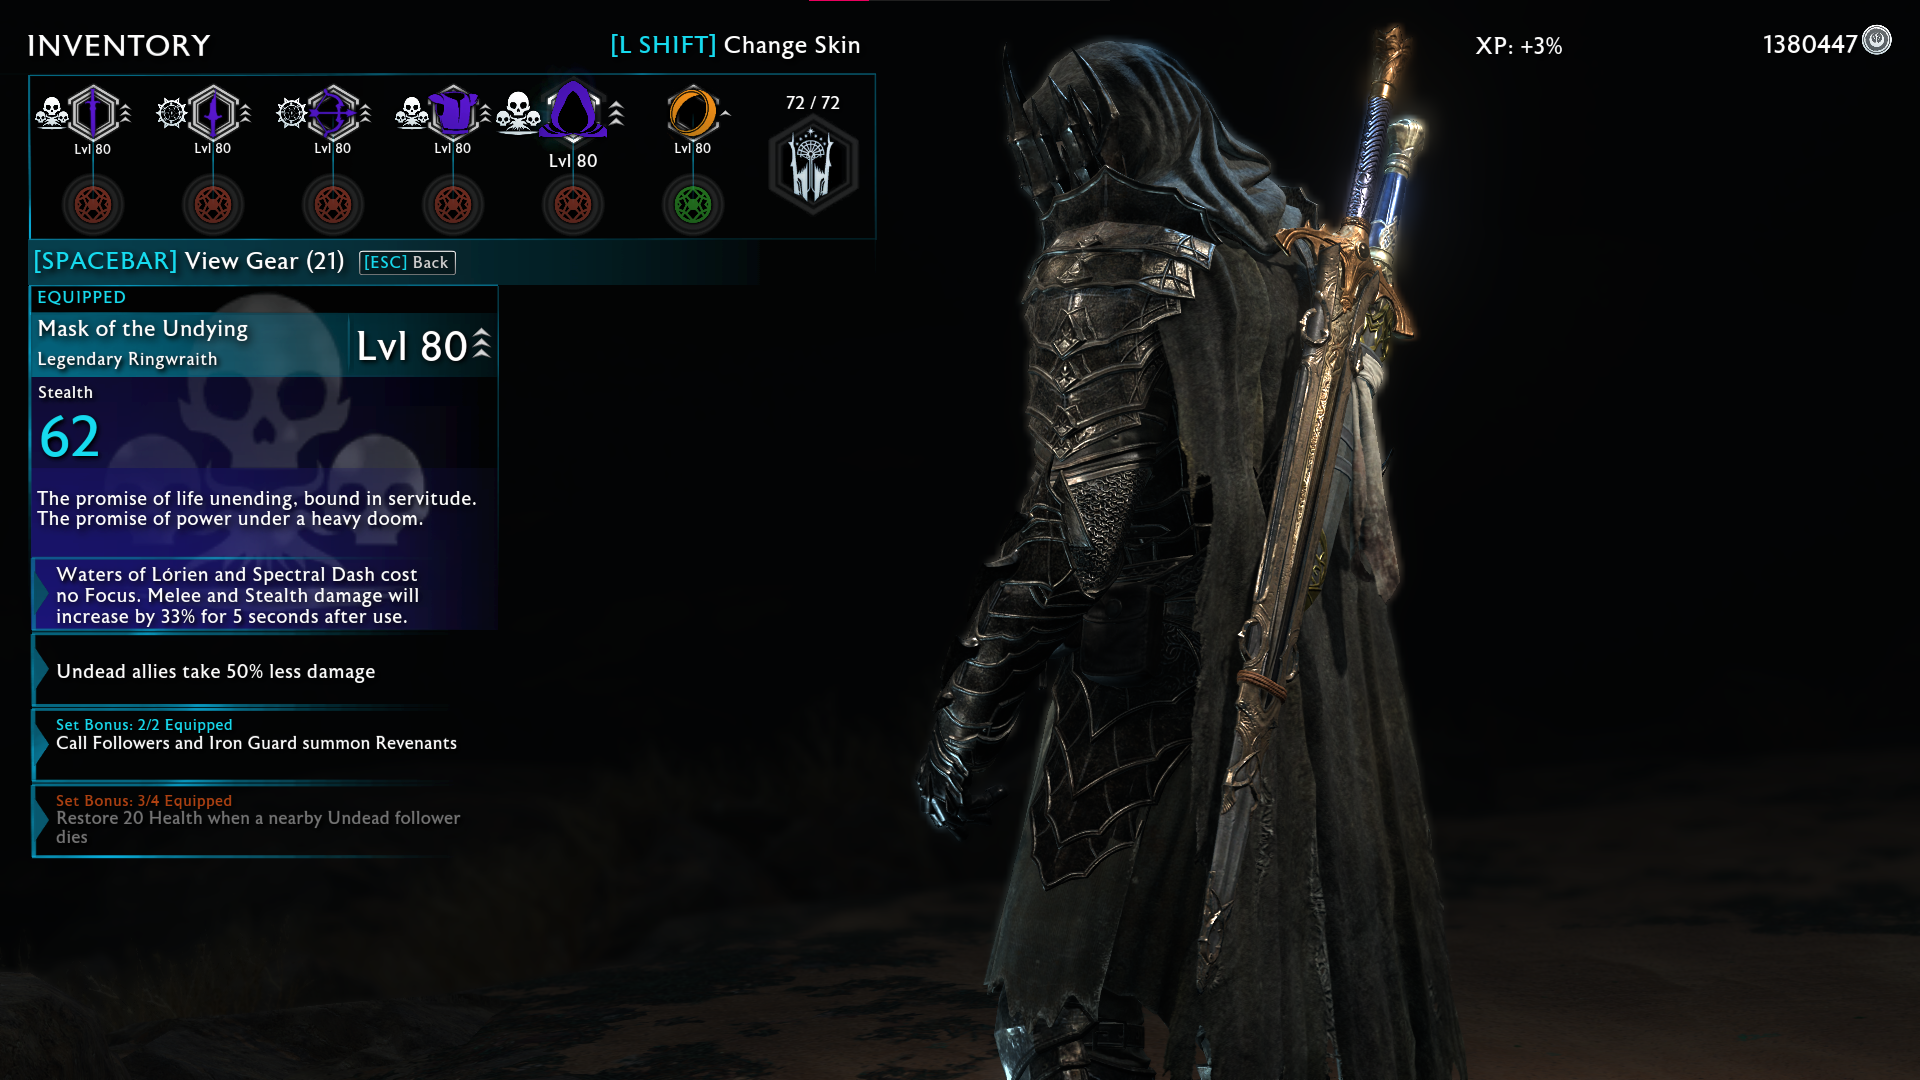 INVENTORY
[L SHIFT] Change Skin
XP: +3%
1380447
Lvl 80
Lvl 80
Lvl 80
Lvl 80
Lvl 80
Lvl 80
72 / 72
[SPACEBAR] View Gear (21) [ESC] Back
EQUIPPED
Mask of the Undying
Legendary Ringwraith
Lvl 80
Stealth
62
The promise of life unending, bound in servitude.
The promise of power under a heavy doom.
Waters of Lórien and Spectral Dash cost
no Focus. Melee and Stealth damage will
increase by 33% for 5 seconds after use.
Undead allies take 50% less damage
Set Bonus: 2/2 Equipped
Call Followers and Iron Guard summon Revenants
Set Bonus: 3/4 Equipped
Restore 20 Health when a nearby Undead follower
dies